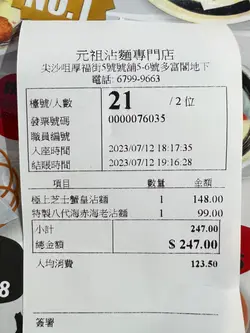 NO.1
元祖沾麵專門店
尖沙咀厚福街5號號舖5-6號多富閣地下
電話: 6799-9663
檯號/人數 21 / 2 位
發票號碼 0000076035
職員編號
入座時間 2023/07/12 18:17:35
結賬時間 2023/07/12 19:16:28
項目 數量 金額
極上芝士蟹皇沾麵 1 148.00
特製八代海赤海老沾麵 1 99.00
小計 247.00
總金額 $ 247.00
人均消費 123.50
簽署